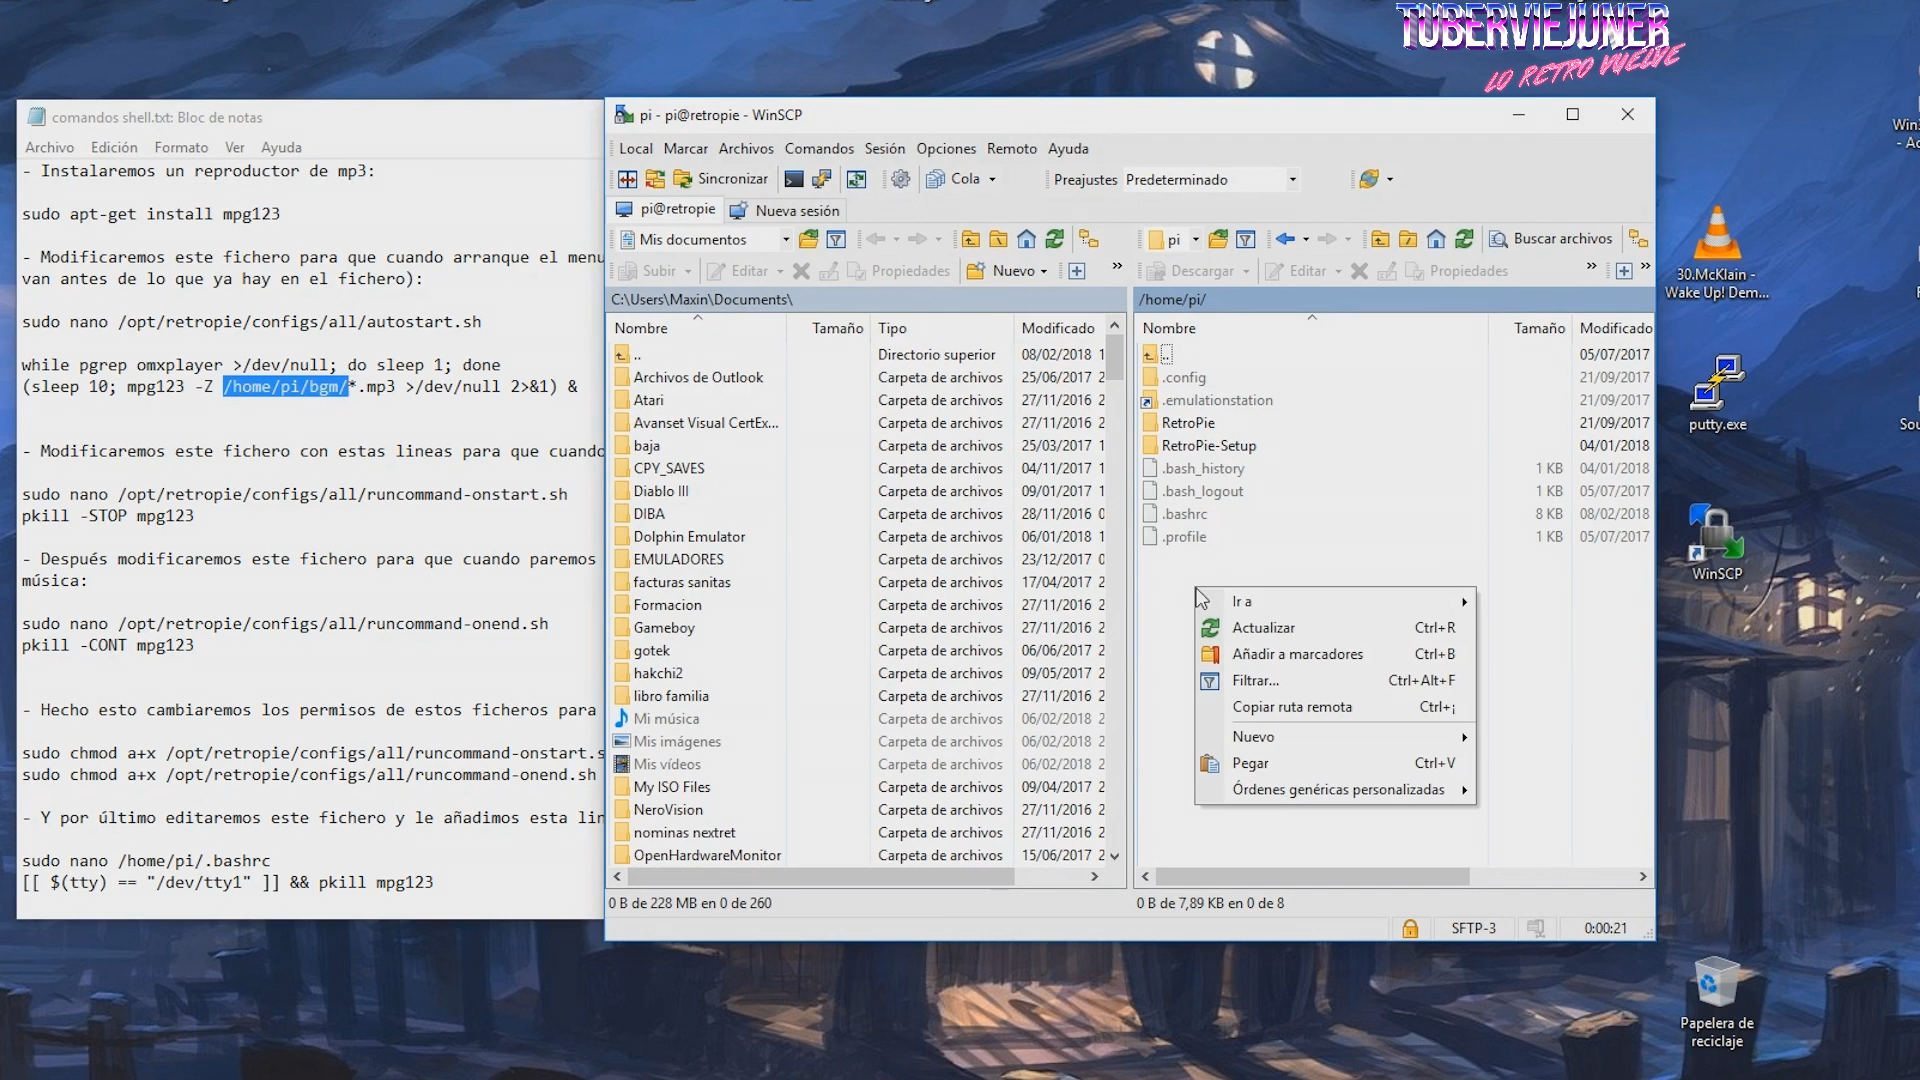 TUBERVIEJUNER
LO RETRO VUELVE
comandos shell.txt: Bloc de notas
Archivo Edición Formato Ver Ayuda
- Instalaremos un reproductor de mp3:
sudo apt-get install mpg123
- Modificaremos este fichero para que cuando arranque el menu
van antes de lo que ya hay en el fichero):
sudo nano /opt/retropie/configs/all/autostart.sh
while pgrep omxplayer >/dev/null; do sleep 1; done
(sleep 10; mpg123 -Z /home/pi/bgm/*.mp3 >/dev/null 2>&1) &
- Modificaremos este fichero con estas lineas para que cuando
sudo nano /opt/retropie/configs/all/runcommand-onstart.sh
pkill -STOP mpg123
- Después modificaremos este fichero para que cuando paremos
música:
sudo nano /opt/retropie/configs/all/runcommand-onend.sh
pkill -CONT mpg123
- Hecho esto cambiaremos los permisos de estos ficheros para
sudo chmod a+x /opt/retropie/configs/all/runcommand-onstart.s
sudo chmod a+x /opt/retropie/configs/all/runcommand-onend.sh
- Y por último editaremos este fichero y le añadimos esta lin
sudo nano /home/pi/.bashrc
[[ $(tty) == "/dev/tty1" ]] && pkill mpg123
pi - pi@retropie - WinSCP
Local Marcar Archivos Comandos Sesión Opciones Remoto Ayuda
Sincronizar Cola Preajustes Predeterminado
pi@retropie Nueva sesión
Mis documentos
Subir Editar Propiedades Nuevo
C:\Users\Maxin\Documents\
Nombre Tamaño Tipo Modificado
.. Directorio superior 08/02/2018 1
Archivos de Outlook Carpeta de archivos 25/06/2017 2
Atari Carpeta de archivos 27/11/2016 2
Avanset Visual CertEx... Carpeta de archivos 27/11/2016 2
baja Carpeta de archivos 25/03/2017 1
CPY_SAVES Carpeta de archivos 04/11/2017 1
Diablo III Carpeta de archivos 09/01/2017 1
DIBA Carpeta de archivos 28/11/2016 0
Dolphin Emulator Carpeta de archivos 06/01/2018 1
EMULADORES Carpeta de archivos 23/12/2017 0
facturas sanitas Carpeta de archivos 17/04/2017 2
Formacion Carpeta de archivos 27/11/2016 2
Gameboy Carpeta de archivos 27/11/2016 2
gotek Carpeta de archivos 06/06/2017 2
hakchi2 Carpeta de archivos 09/05/2017 2
libro familia Carpeta de archivos 27/11/2016 2
Mi música Carpeta de archivos 06/02/2018 2
Mis imágenes Carpeta de archivos 06/02/2018 2
Mis vídeos Carpeta de archivos 06/02/2018 2
My ISO Files Carpeta de archivos 09/04/2017 2
NeroVision Carpeta de archivos 27/11/2016 2
nominas nextret Carpeta de archivos 27/11/2016 2
OpenHardwareMonitor Carpeta de archivos 15/06/2017 2
0 B de 228 MB en 0 de 260
pi Buscar archivos
Descargar Editar Propiedades
/home/pi/
Nombre Tamaño Modificado
.. 05/07/2017
.config 21/09/2017
.emulationstation 21/09/2017
RetroPie 21/09/2017
RetroPie-Setup 04/01/2018
.bash_history 1 KB 04/01/2018
.bash_logout 1 KB 05/07/2017
.bashrc 8 KB 08/02/2018
.profile 1 KB 05/07/2017
Ir a
Actualizar Ctrl+R
Añadir a marcadores Ctrl+B
Filtrar... Ctrl+Alt+F
Copiar ruta remota Ctrl+¡
Nuevo
Pegar Ctrl+V
Órdenes genéricas personalizadas
0 B de 7,89 KB en 0 de 8
SFTP-3 0:00:21
30.McKlain -
Wake Up! Dem...
putty.exe
WinSCP
Papelera de
reciclaje